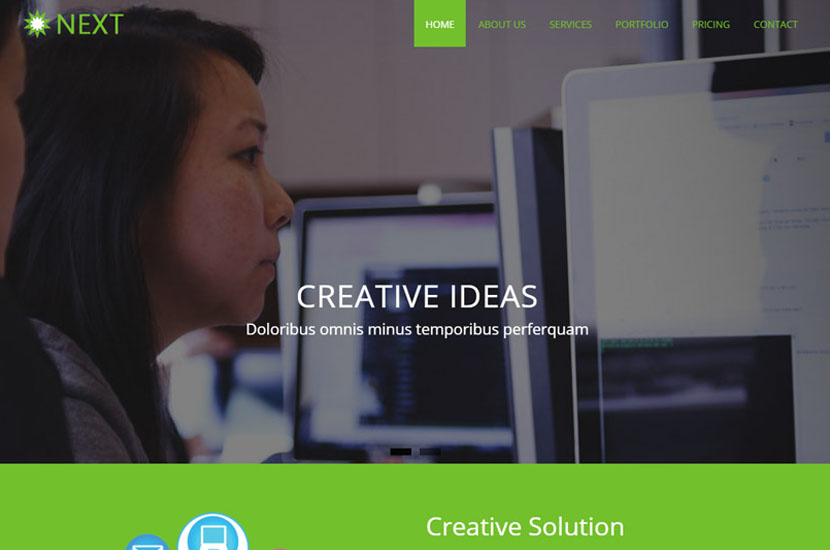 NEXT
HOME ABOUT US SERVICES PORTFOLIO PRICING CONTACT
CREATIVE IDEAS
Doloribus omnis minus temporibus perferquam
Creative Solution